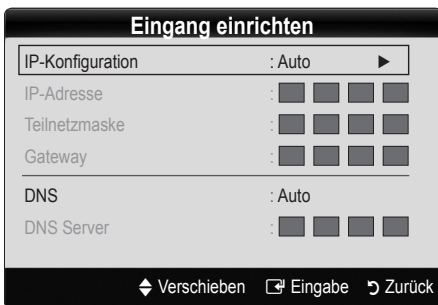 Eingang einrichten
IP-Konfiguration : Auto ►
IP-Adresse :
Teilnetzmaske :
Gateway :
DNS : Auto
DNS Server :
Verschieben Eingabe Zurück